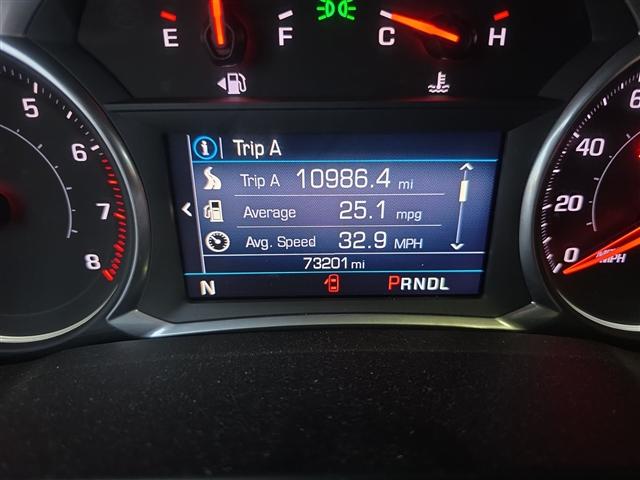 E F C H
5
6
7
8
Trip A
Trip A 10986.4 mi
Average 25.1 mpg
Avg. Speed 32.9 MPH
73201 mi
N PRNDL
40
20
0
MPH